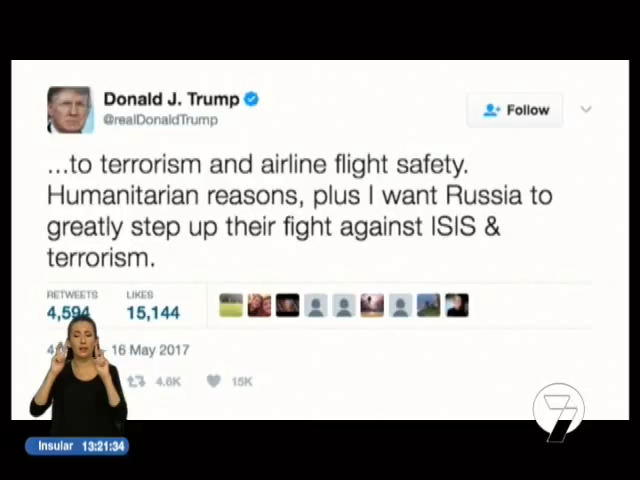 Donald J. Trump
@realDonaldTrump
Follow
...to terrorism and airline flight safety.
Humanitarian reasons, plus I want Russia to
greatly step up their fight against ISIS &
terrorism.
RETWEETS LIKES
4,594 15,144
16 May 2017
4.6K 15K
7
Insular 13:21:34